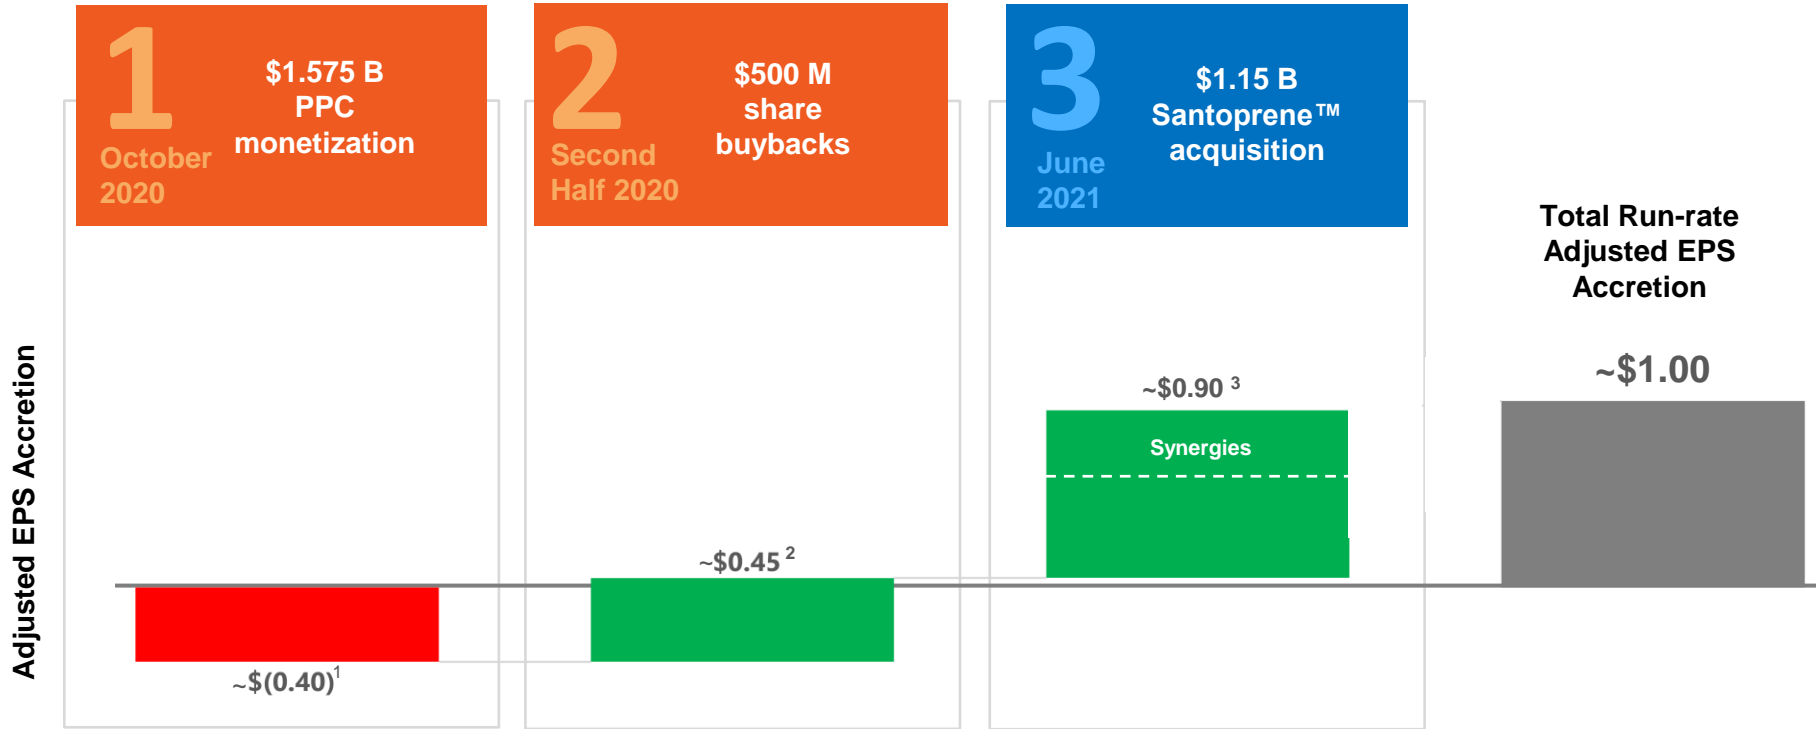 1
October
2020
$1.575 B
PPC
monetization
2
Second
Half 2020
$500 M
share
buybacks
3
June
2021
$1.15 B
Santoprene™
acquisition
Total Run-rate
Adjusted EPS
Accretion
~$1.00
Adjusted EPS Accretion
~$(0.40)1
~$0.45 2
~$0.90 3
Synergies